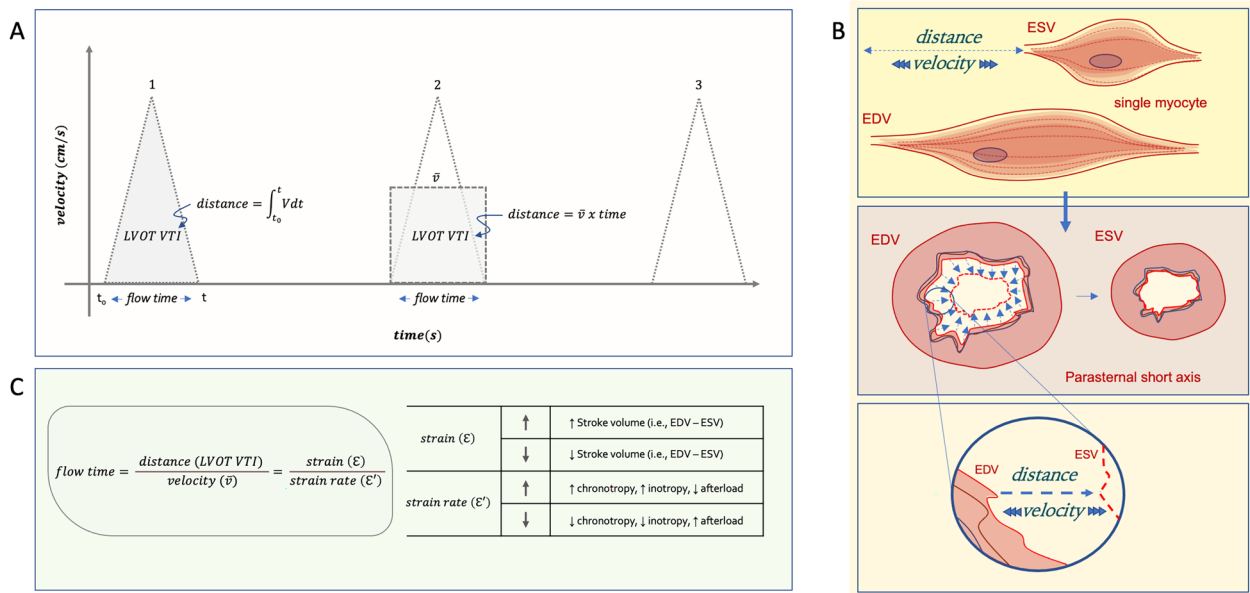 A
velocity (cm/s)
1
2
3
distance = ∫ₜ₀ᵗ Vdt
LVOT VTI
v̄
distance = v̄ x time
LVOT VTI
t₀ flow time t
flow time
time(s)
B
distance
velocity
ESV
single myocyte
EDV
EDV
ESV
Parasternal short axis
EDV
ESV
distance
velocity
C
flow time = distance (LVOT VTI) / velocity (v̄) = strain (Ɛ) / strain rate (Ɛ')
strain (Ɛ)
↑ ↑ Stroke volume (i.e., EDV – ESV)
↓ ↓ Stroke volume (i.e., EDV – ESV)
strain rate (Ɛ')
↑ ↑ chronotropy, ↑ inotropy, ↓ afterload
↓ ↓ chronotropy, ↓ inotropy, ↑ afterload